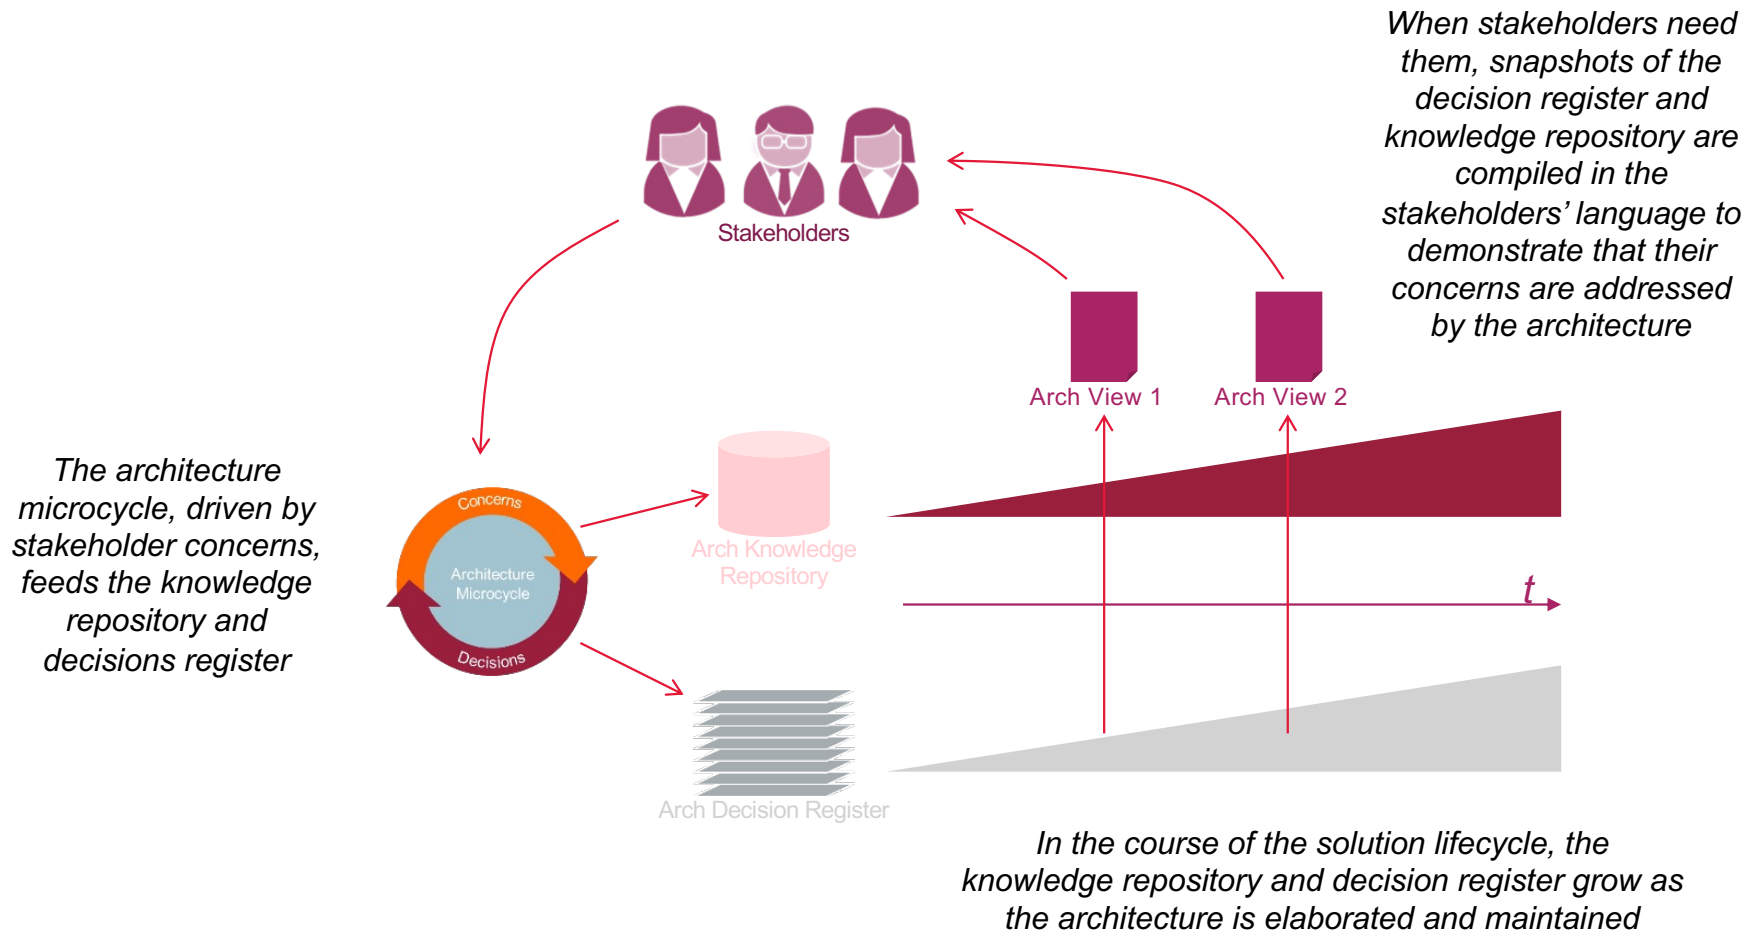 When stakeholders need
them, snapshots of the
decision register and
knowledge repository are
compiled in the
stakeholders’ language to
demonstrate that their
concerns are addressed
by the architecture
Stakeholders
Arch View 1
Arch View 2
The architecture
microcycle, driven by
stakeholder concerns,
feeds the knowledge
repository and
decisions register
Concerns
Architecture
Microcycle
Decisions
Arch Knowledge
Repository
t
Arch Decision Register
In the course of the solution lifecycle, the
knowledge repository and decision register grow as
the architecture is elaborated and maintained